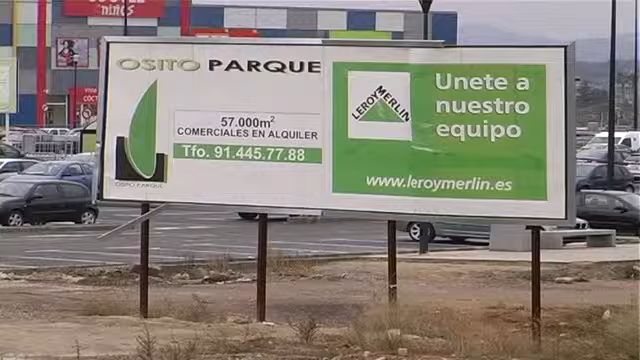 niños
OSITO PARQUE
57.000m²
COMERCIALES EN ALQUILER
Tfo. 91.445.77.88
OSITO PARQUE
LEROY MERLIN
Unete a
nuestro
equipo
www.leroymerlin.es